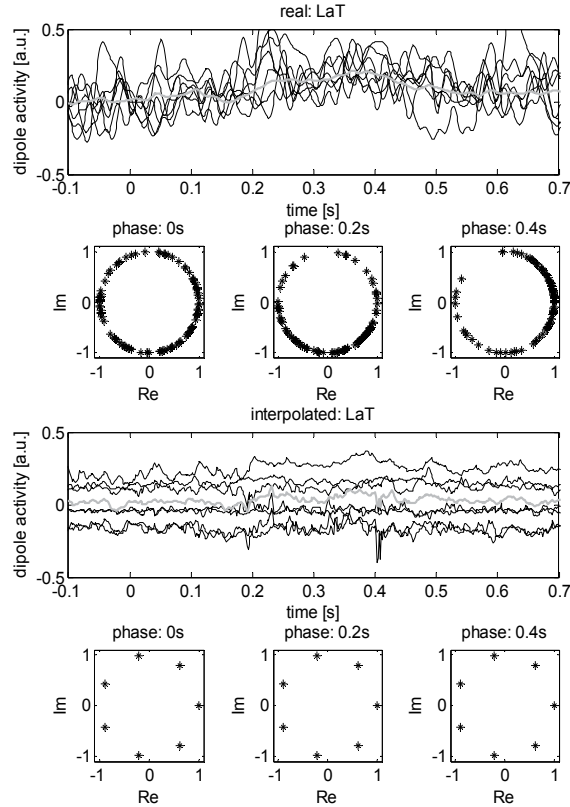 real: LaT
dipole activity [a.u.]
0.5
0
-0.5
-0.1 0 0.1 0.2 0.3 0.4 0.5 0.6 0.7
time [s]
phase: 0s phase: 0.2s phase: 0.4s
Im Im Im
1 1 1
0 0 0
-1 -1 -1
-1 0 1 -1 0 1 -1 0 1
Re Re Re
interpolated: LaT
dipole activity [a.u.]
0.5
0
-0.5
-0.1 0 0.1 0.2 0.3 0.4 0.5 0.6 0.7
time [s]
phase: 0s phase: 0.2s phase: 0.4s
Im Im Im
1 1 1
0 0 0
-1 -1 -1
-1 0 1 -1 0 1 -1 0 1
Re Re Re